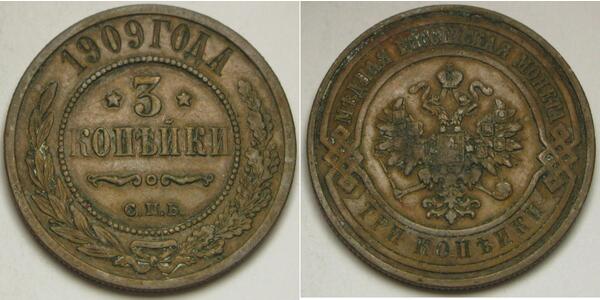 1909 ГОДА
3
КОПѢЙКИ
С.П.Б.
МѢДНАЯ РОССІЙСКАЯ МОНЕТА
ТРИ КОПѢЙКИ